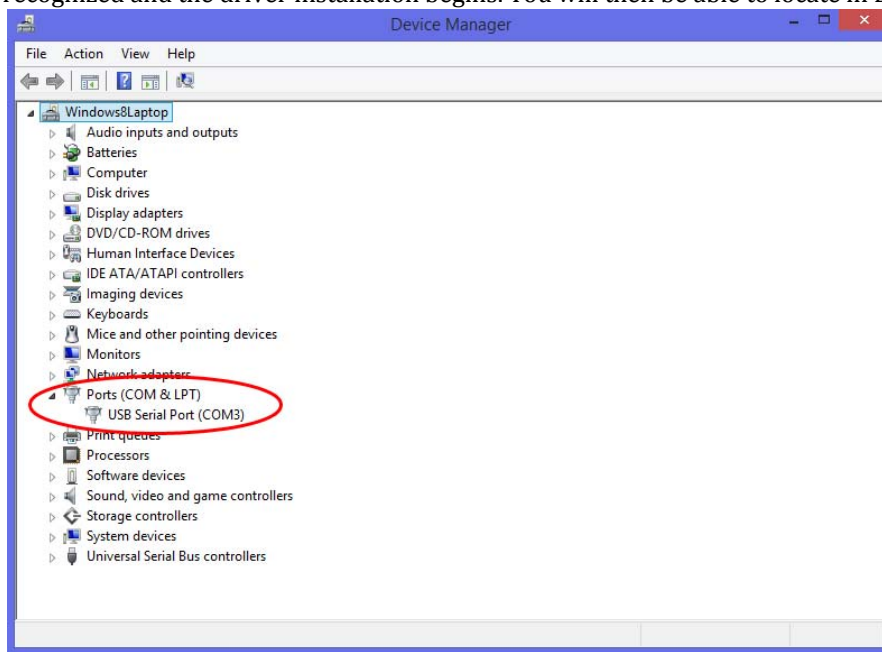 recognized and the driver installation begins. You will then be able to locate in
Device Manager
File Action View Help
Windows8Laptop
Audio inputs and outputs
Batteries
Computer
Disk drives
Display adapters
DVD/CD-ROM drives
Human Interface Devices
IDE ATA/ATAPI controllers
Imaging devices
Keyboards
Mice and other pointing devices
Monitors
Network adapters
Ports (COM & LPT)
USB Serial Port (COM3)
Print queues
Processors
Software devices
Sound, video and game controllers
Storage controllers
System devices
Universal Serial Bus controllers